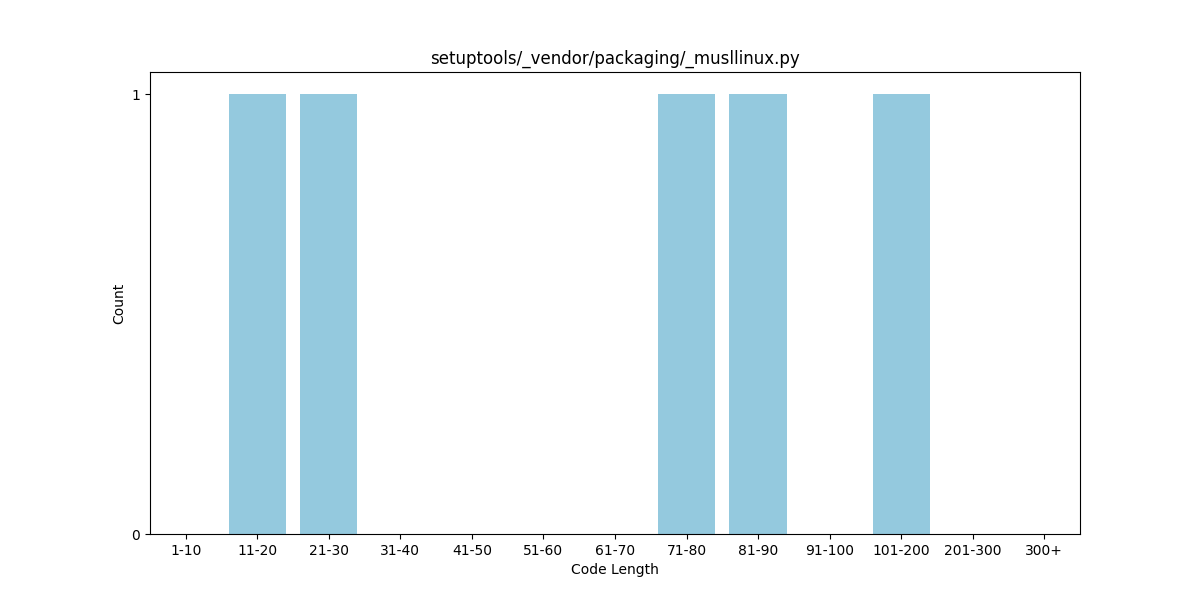 setuptools/_vendor/packaging/_musllinux.py
Count
1
0
1-10 11-20 21-30 31-40 41-50 51-60 61-70 71-80 81-90 91-100 101-200 201-300 300+
Code Length